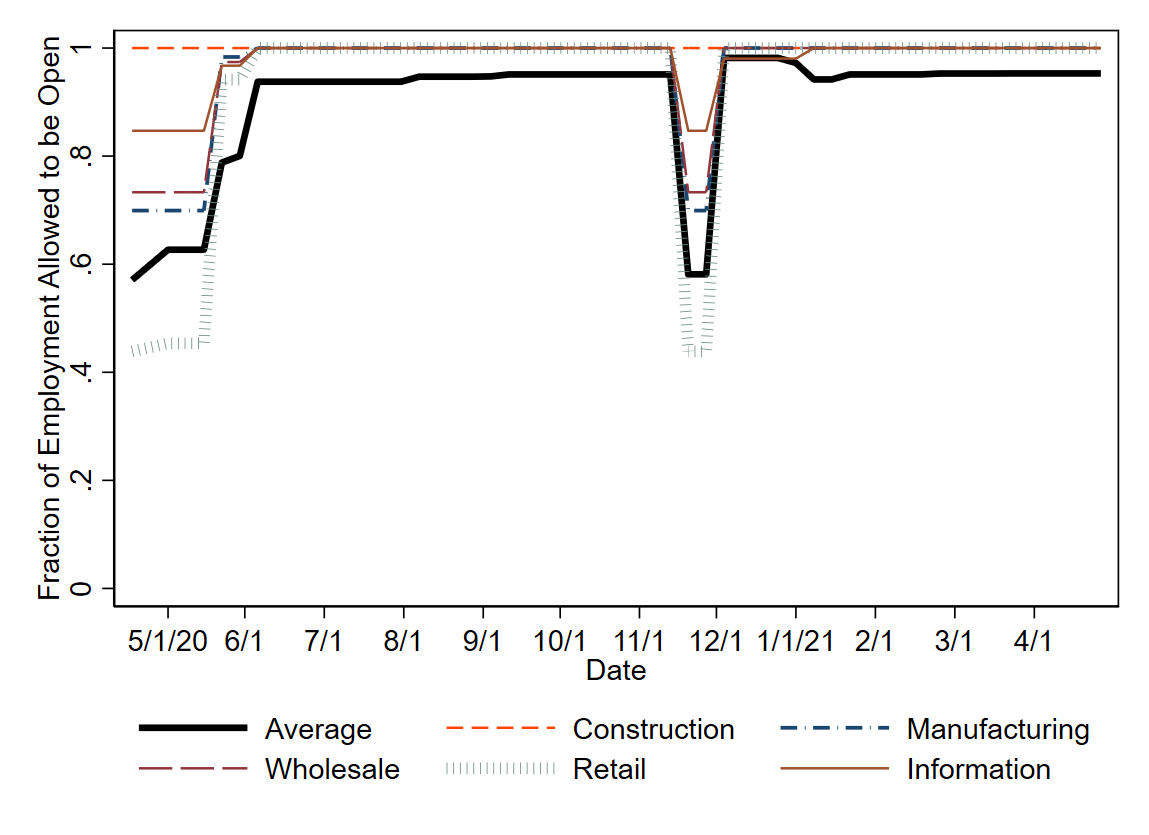 Fraction of Employment Allowed to be Open
1
.8
.6
.4
.2
0
5/1/20 6/1 7/1 8/1 9/1 10/1 11/1 12/1 1/1/21 2/1 3/1 4/1
Date
Average Construction Manufacturing
Wholesale Retail Information